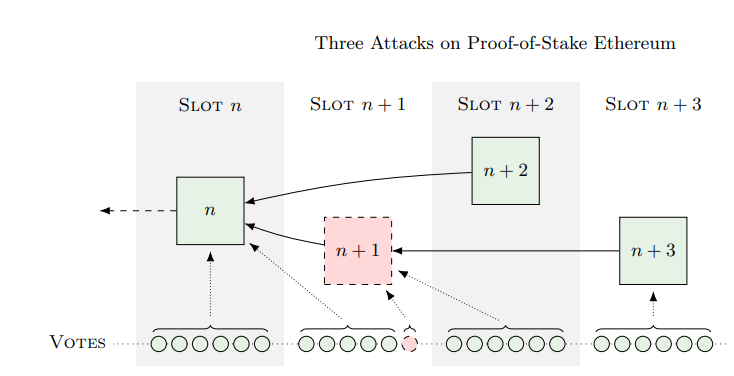 Three Attacks on Proof-of-Stake Ethereum
Slot n
Slot n + 1
Slot n + 2
Slot n + 3
n + 2
n
n + 1
n + 3
Votes